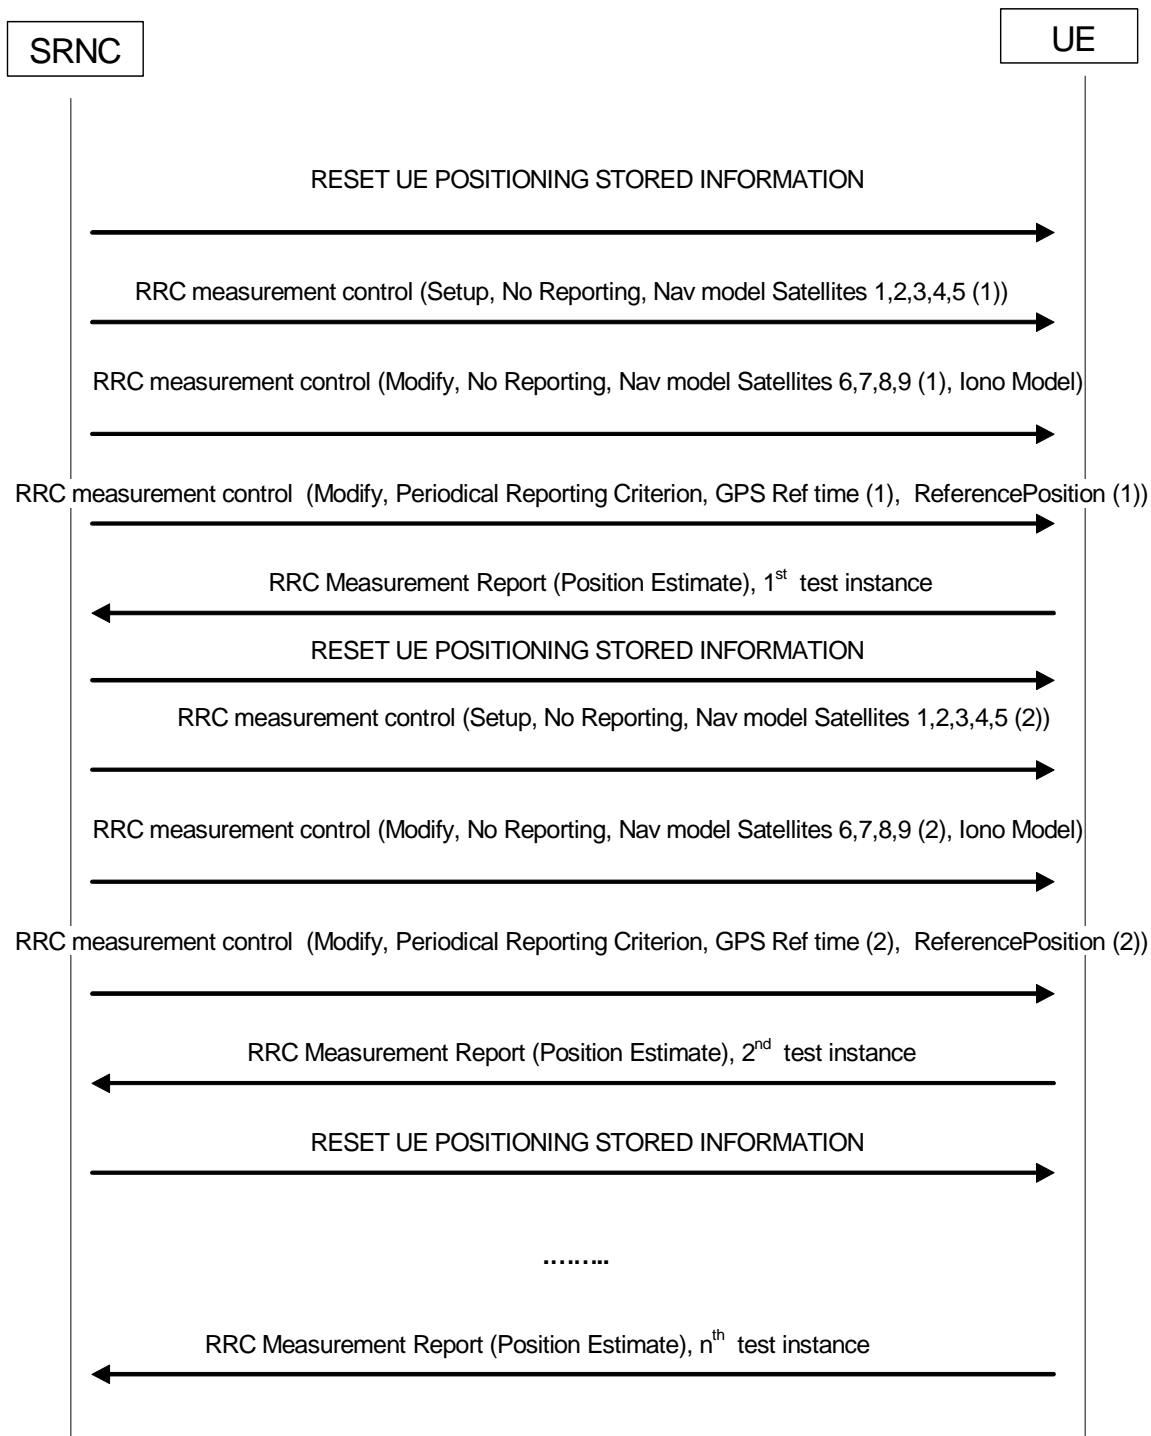 SRNC
UE
RESET UE POSITIONING STORED INFORMATION
RRC measurement control (Setup, No Reporting, Nav model Satellites 1,2,3,4,5 (1))
RRC measurement control (Modify, No Reporting, Nav model Satellites 6,7,8,9 (1), Iono Model)
RRC measurement control (Modify, Periodical Reporting Criterion, GPS Ref time (1), ReferencePosition (1))
RRC Measurement Report (Position Estimate), 1st test instance
RESET UE POSITIONING STORED INFORMATION
RRC measurement control (Setup, No Reporting, Nav model Satellites 1,2,3,4,5 (2))
RRC measurement control (Modify, No Reporting, Nav model Satellites 6,7,8,9 (2), Iono Model)
RRC measurement control (Modify, Periodical Reporting Criterion, GPS Ref time (2), ReferencePosition (2))
RRC Measurement Report (Position Estimate), 2nd test instance
RESET UE POSITIONING STORED INFORMATION
.........
RRC Measurement Report (Position Estimate), nth test instance